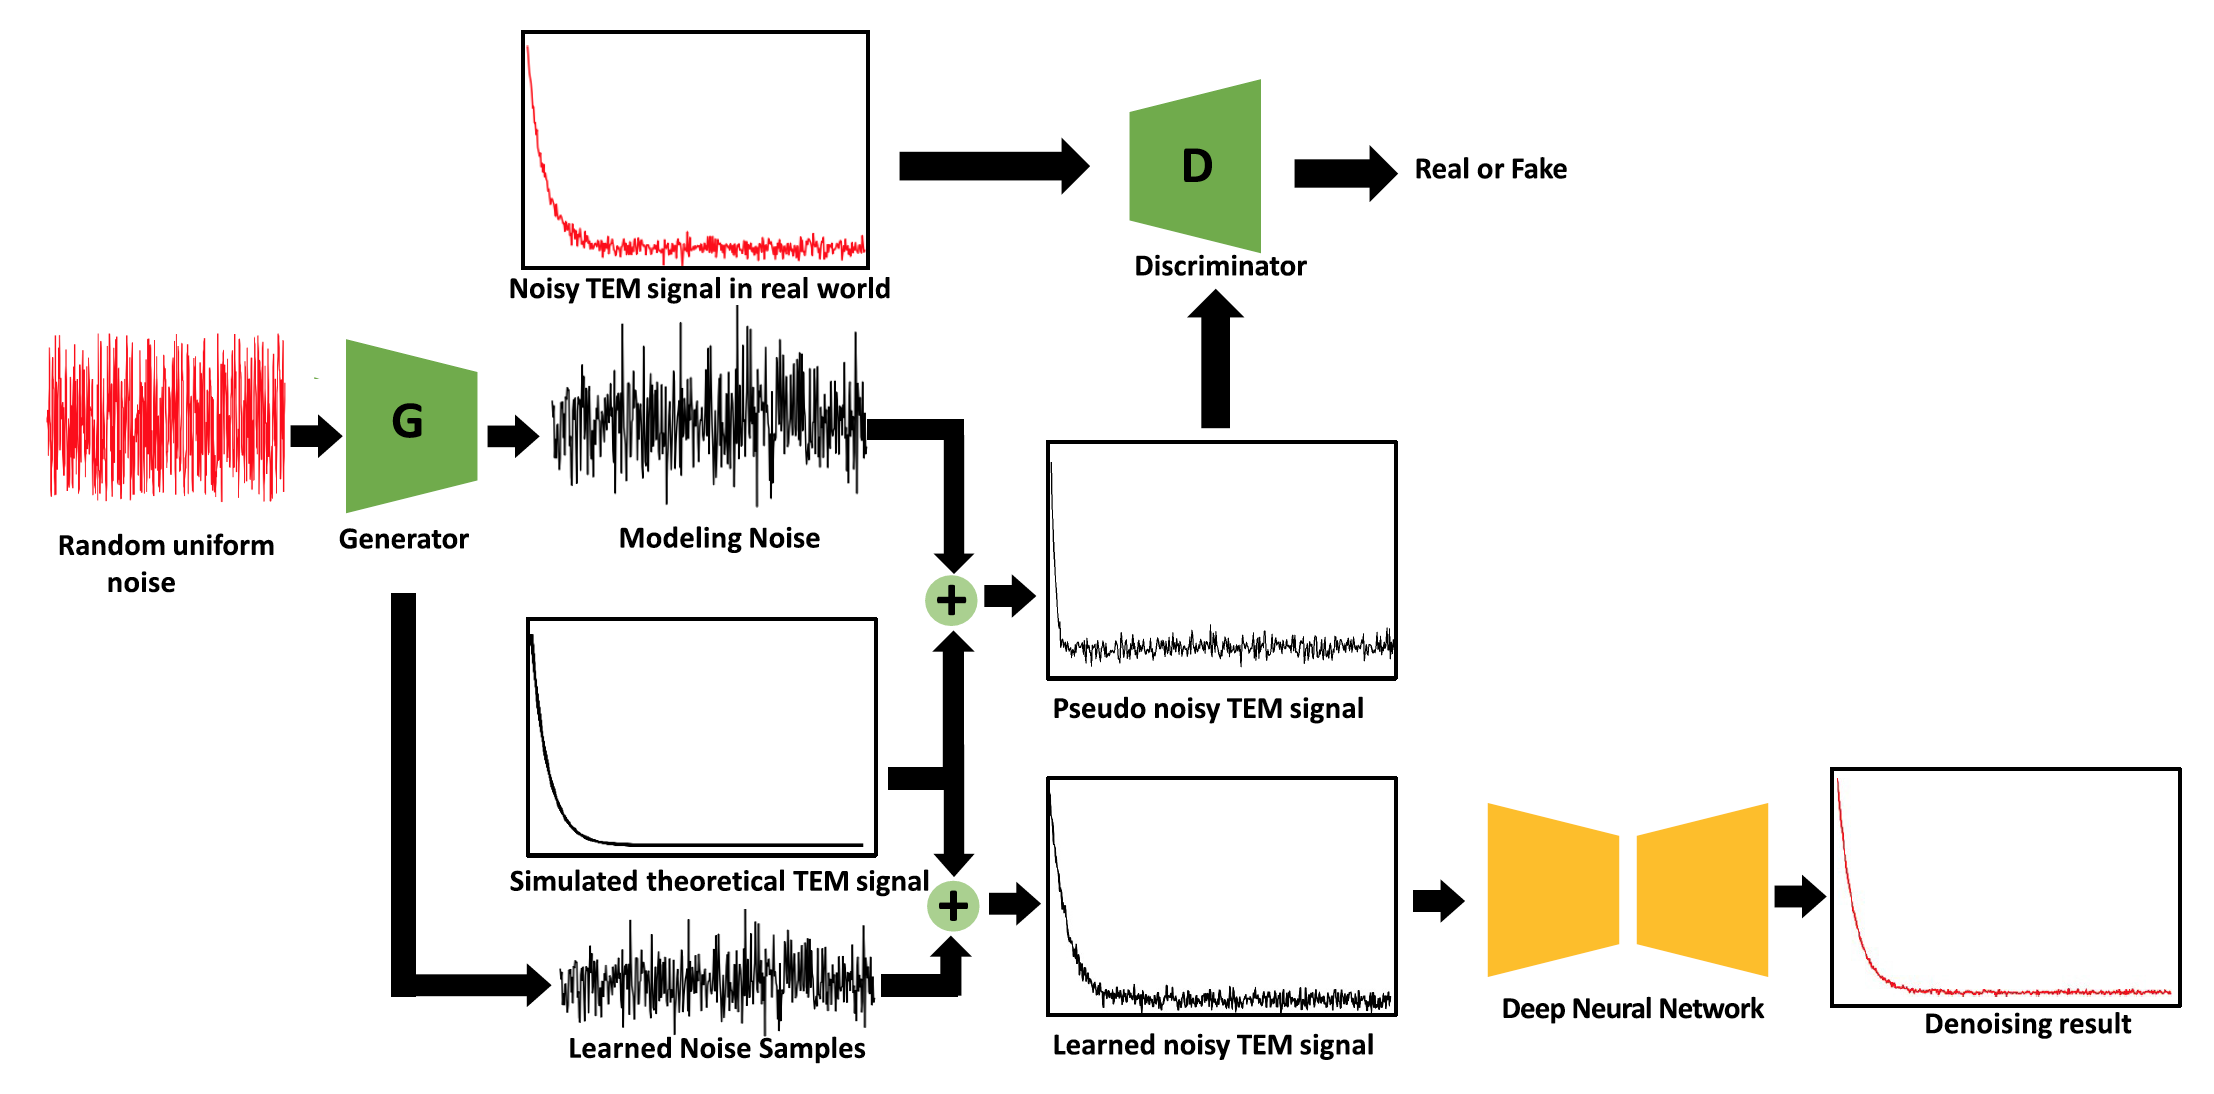 Noisy TEM signal in real world
D
Discriminator
Real or Fake
Random uniform
noise
G
Generator
Modeling Noise
+
Pseudo noisy TEM signal
Simulated theoretical TEM signal
+
Learned Noise Samples
Learned noisy TEM signal
Deep Neural Network
Denoising result